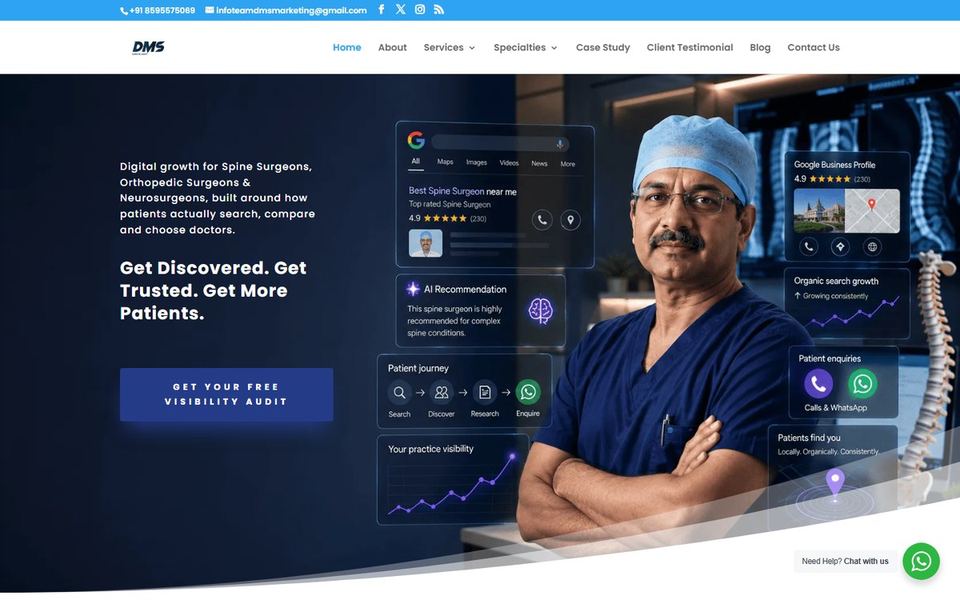 +91 8595575069
infoteamdmsmarketing@gmail.com
DMS
Home
About
Services
Specialties
Case Study
Client Testimonial
Blog
Contact Us
Digital growth for Spine Surgeons,
Orthopedic Surgeons &
Neurosurgeons, built around how
patients actually search, compare
and choose doctors.
Get Discovered. Get
Trusted. Get More
Patients.
GET YOUR FREE
VISIBILITY AUDIT
G
All Maps Images Videos News More
Best Spine Surgeon near me
Top rated Spine Surgeon
4.9 ★★★★★ (230)
AI Recommendation
This spine surgeon is highly
recommended for complex
spine conditions.
Patient journey
Search → Discover → Research → Enquire
Your practice visibility
Google Business Profile
4.9 ★★★★★ (230)
Organic search growth
↑ Growing consistently
Patient enquiries
Calls & WhatsApp
Patients find you
Locally. Organically. Consistently.
Need Help? Chat with us